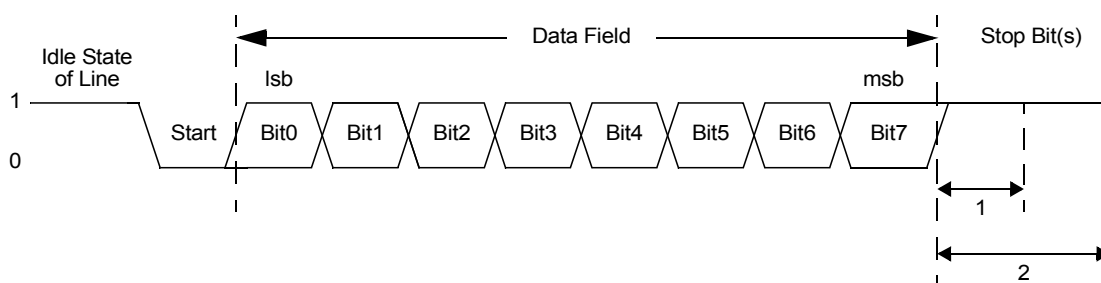 Data Field
Stop Bit(s)
Idle State
of Line
lsb
msb
1
Start
Bit0
Bit1
Bit2
Bit3
Bit4
Bit5
Bit6
Bit7
0
1
2